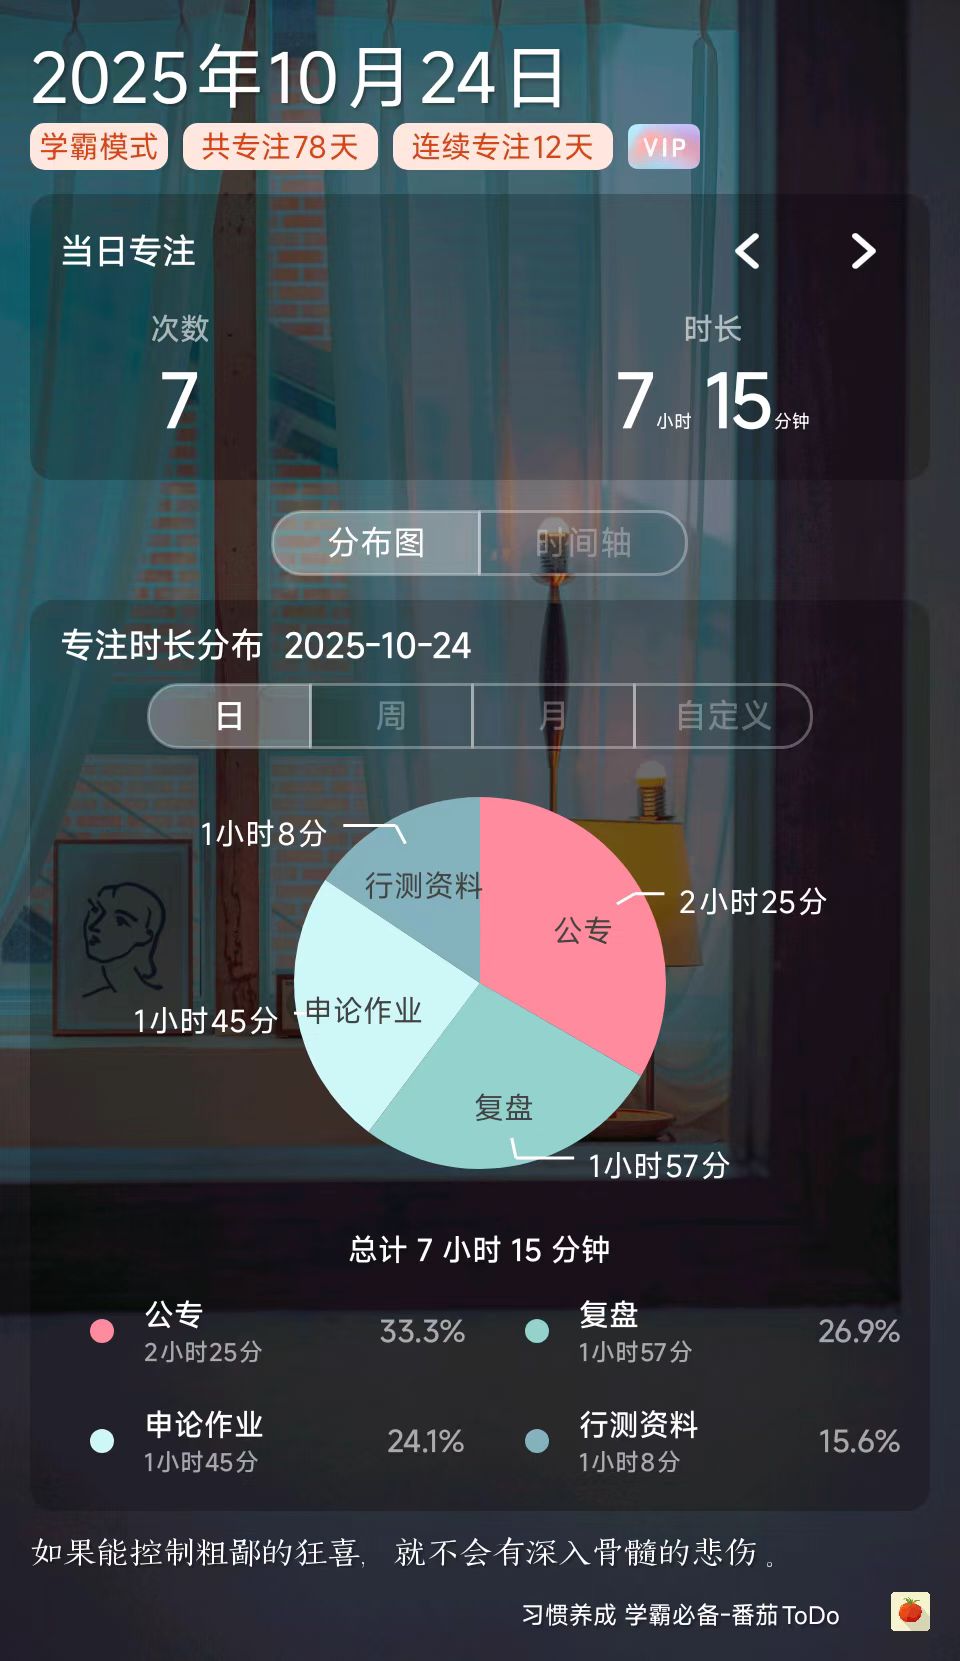 2025年10月24日
学霸模式 共专注78天 连续专注12天 VIP
当日专注
次数 时长
7 7小时15分钟
分布图 时间轴
专注时长分布 2025-10-24
日 周 月 自定义
1小时8分
行测资料
2小时25分
公专
1小时45分
申论作业
复盘
1小时57分
总计 7 小时 15 分钟
公专 33.3% 复盘 26.9%
2小时25分 1小时57分
申论作业 24.1% 行测资料 15.6%
1小时45分 1小时8分
如果能控制粗鄙的狂喜，就不会有深入骨髓的悲伤。
习惯养成 学霸必备-番茄ToDo